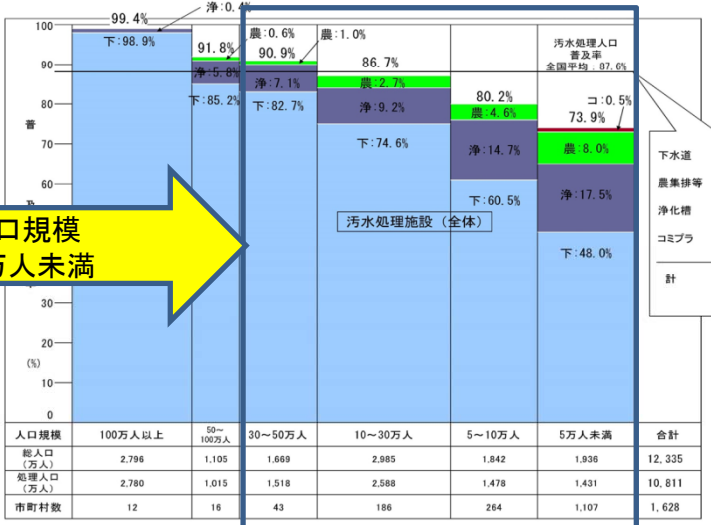 99.4%
浄:0.4%
下:98.9%
91.8%
農:0.6%
浄:5.8%
下:85.2%
90.9%
農:1.0%
浄:7.1%
下:82.7%
86.7%
農:2.7%
浄:9.2%
下:74.6%
80.2%
農:4.6%
浄:14.7%
下:60.5%
汚水処理人口
普及率
全国平均:87.6%
コ:0.5%
73.9%
農:8.0%
浄:17.5%
下:48.0%
汚水処理施設(全体)
口規模
万人未満
100
90
80
普
70
60
30
20
(%)
10
0
下水道
農集排等
浄化槽
コミプラ
計
人口規模 100万人以上 50~100万人 30~50万人 10~30万人 5~10万人 5万人未満 合計
総人口(万人) 2,796 1,105 1,669 2,985 1,842 1,936 12,335
処理人口(万人) 2,780 1,015 1,518 2,588 1,478 1,431 10,811
市町村数 12 16 43 186 264 1,107 1,628